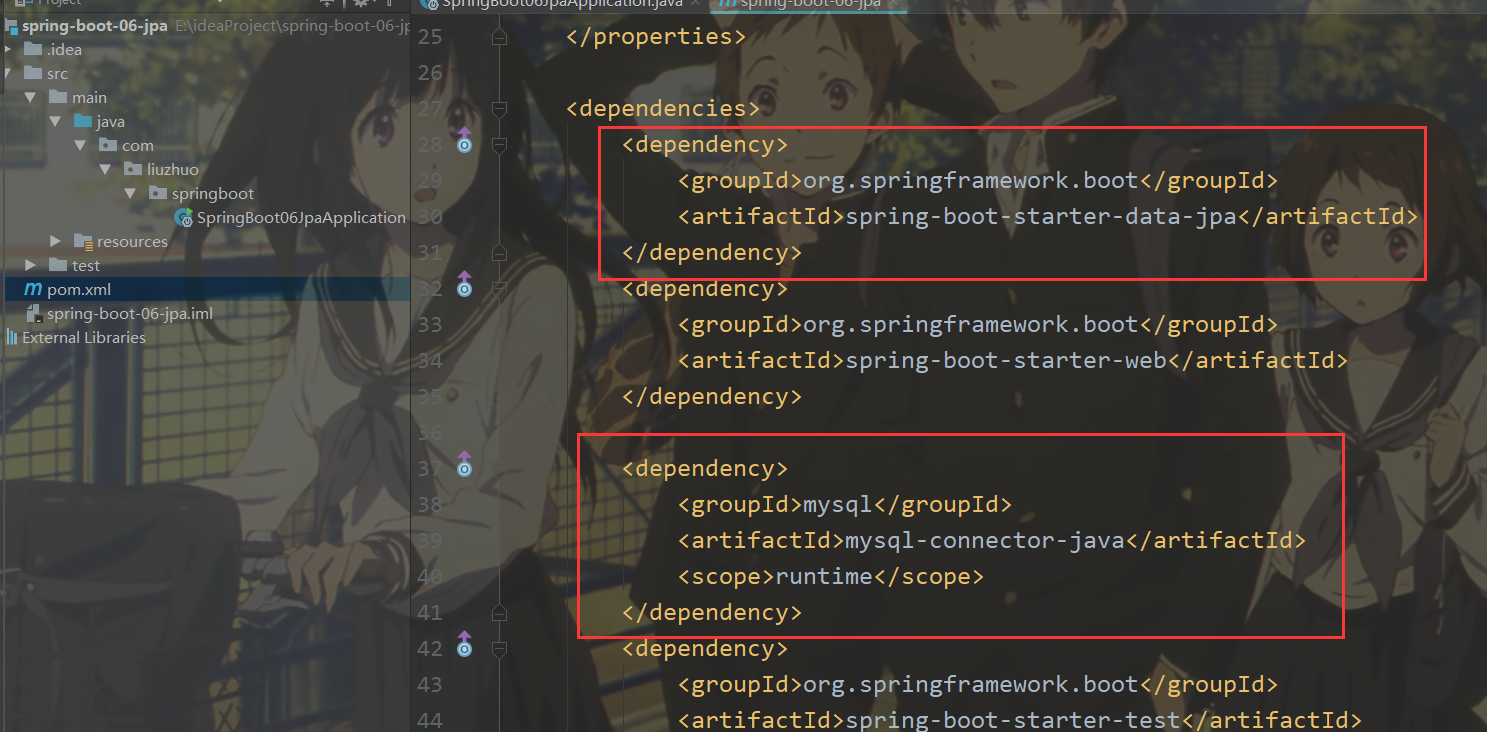 Project
spring-boot-06-jpa E:\ideaProject\spring-boot-06-jp
.idea
src
main
java
com
liuzhuo
springboot
SpringBoot06JpaApplication
resources
test
pom.xml
spring-boot-06-jpa.iml
External Libraries
SpringBoot06JpaApplication.java
spring-boot-06-jpa
25 </properties>
26
27 <dependencies>
28 <dependency>
29 <groupId>org.springframework.boot</groupId>
30 <artifactId>spring-boot-starter-data-jpa</artifactId>
31 </dependency>
32 <dependency>
33 <groupId>org.springframework.boot</groupId>
34 <artifactId>spring-boot-starter-web</artifactId>
35 </dependency>
36
37 <dependency>
38 <groupId>mysql</groupId>
39 <artifactId>mysql-connector-java</artifactId>
40 <scope>runtime</scope>
41 </dependency>
42 <dependency>
43 <groupId>org.springframework.boot</groupId>
44 <artifactId>spring-boot-starter-test</artifactId>